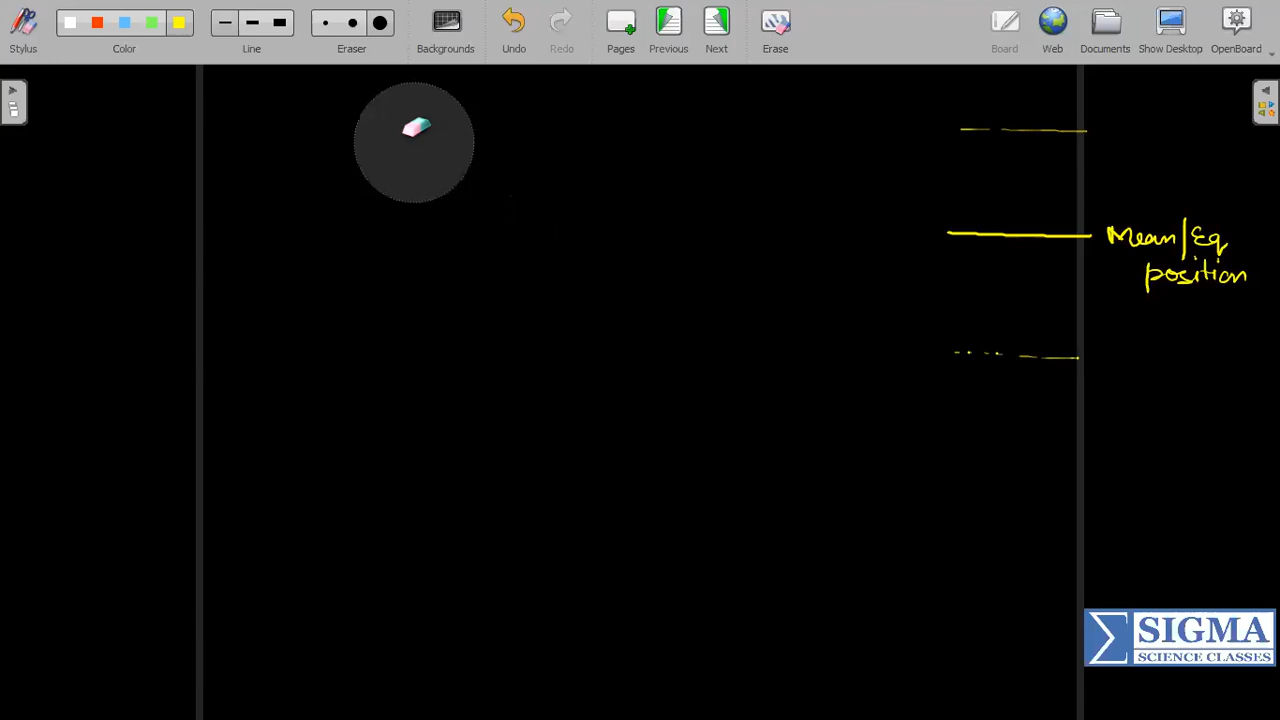 Stylus
Color
Line
Eraser
Backgrounds
Undo
Redo
Pages
Previous
Next
Erase
Board
Web
Documents
Show Desktop
OpenBoard
Mean/Eq
position
Σ SIGMA
SCIENCE CLASSES